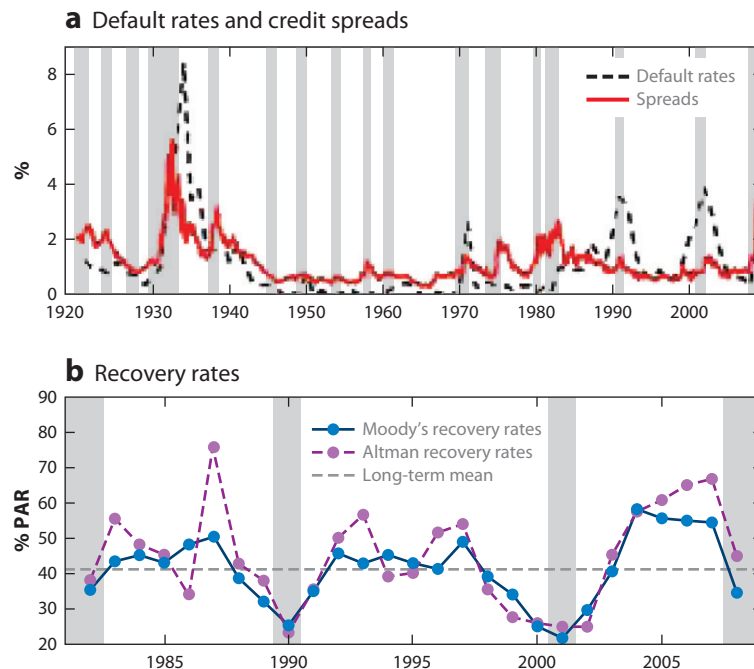 a Default rates and credit spreads
Default rates
Spreads
%
8
6
4
2
0
1920 1930 1940 1950 1960 1970 1980 1990 2000
b Recovery rates
Moody's recovery rates
Altman recovery rates
Long-term mean
% PAR
90
80
70
60
50
40
30
20
1985 1990 1995 2000 2005